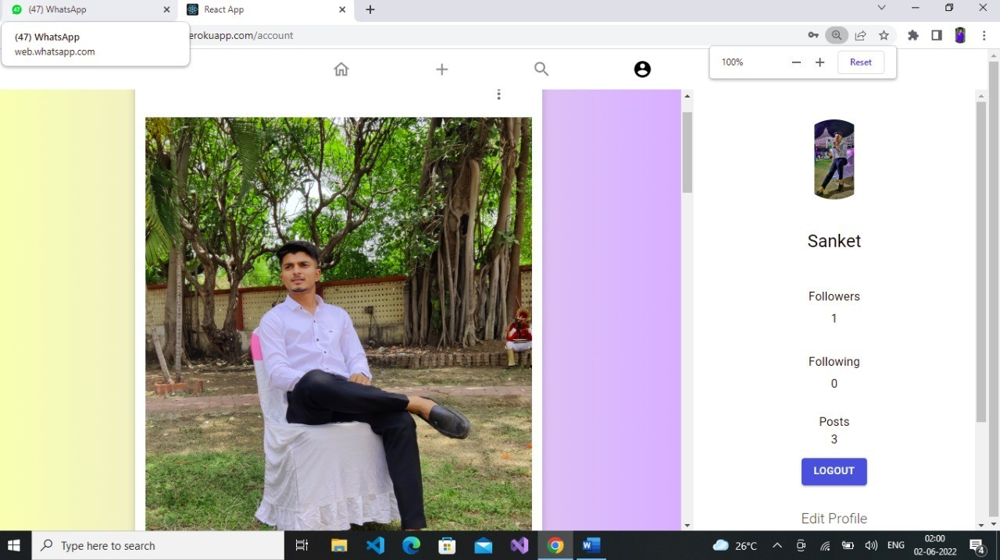 (47) WhatsApp
React App
(47) WhatsApp
web.whatsapp.com
erokuapp.com/account
100%
Reset
Sanket
Followers
1
Following
0
Posts
3
LOGOUT
Edit Profile
Type here to search
26°C
ENG
02:00
02-06-2022
4